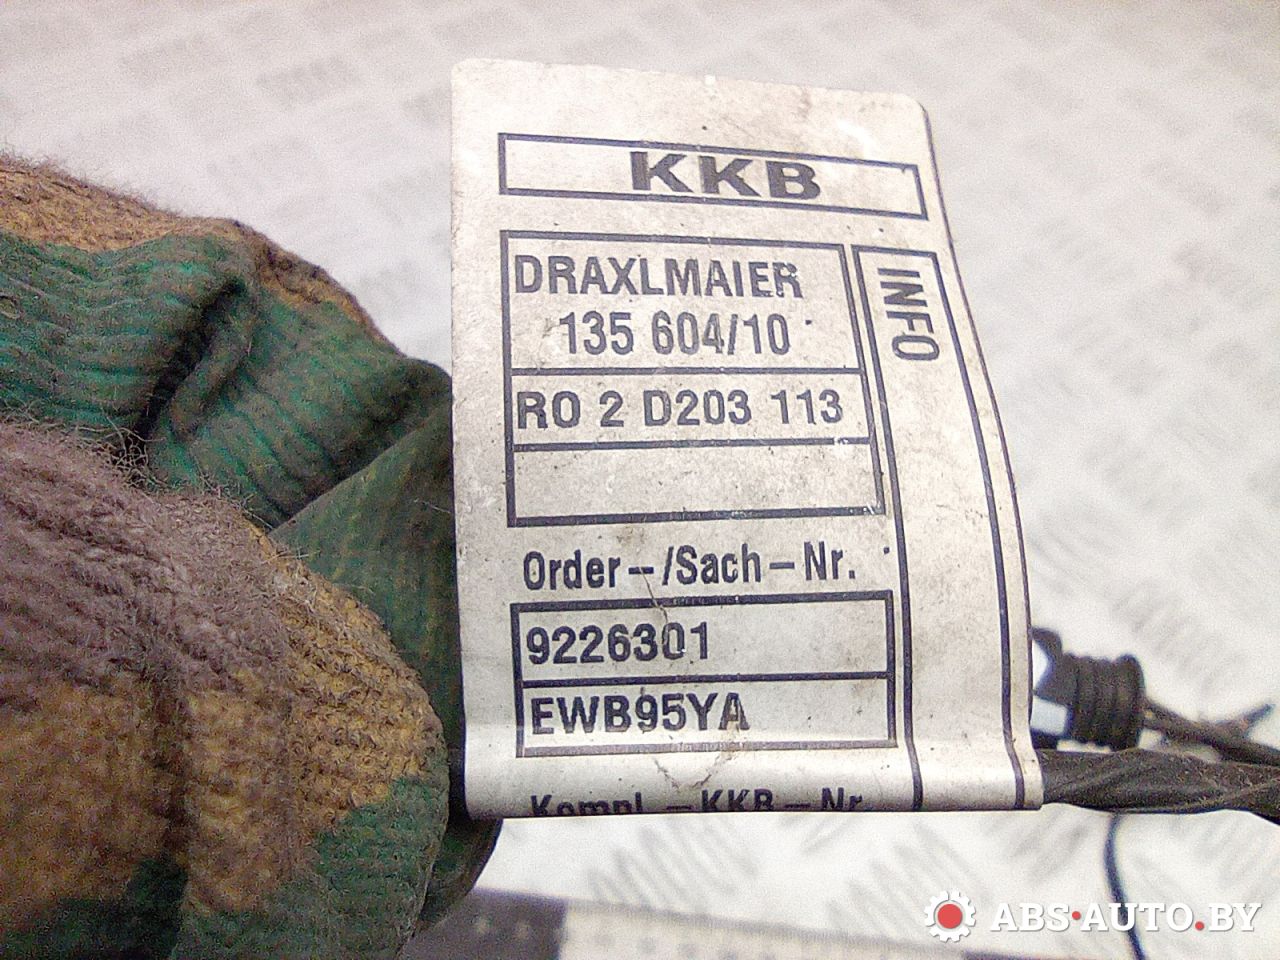 KKB
DRAXLMAIER
135 604/10
RO 2 D203 113
INFO
Order-/Sach-Nr.
9226301
EWB95YA
Kompl.-KKB-Nr.
ABS·AUTO.BY